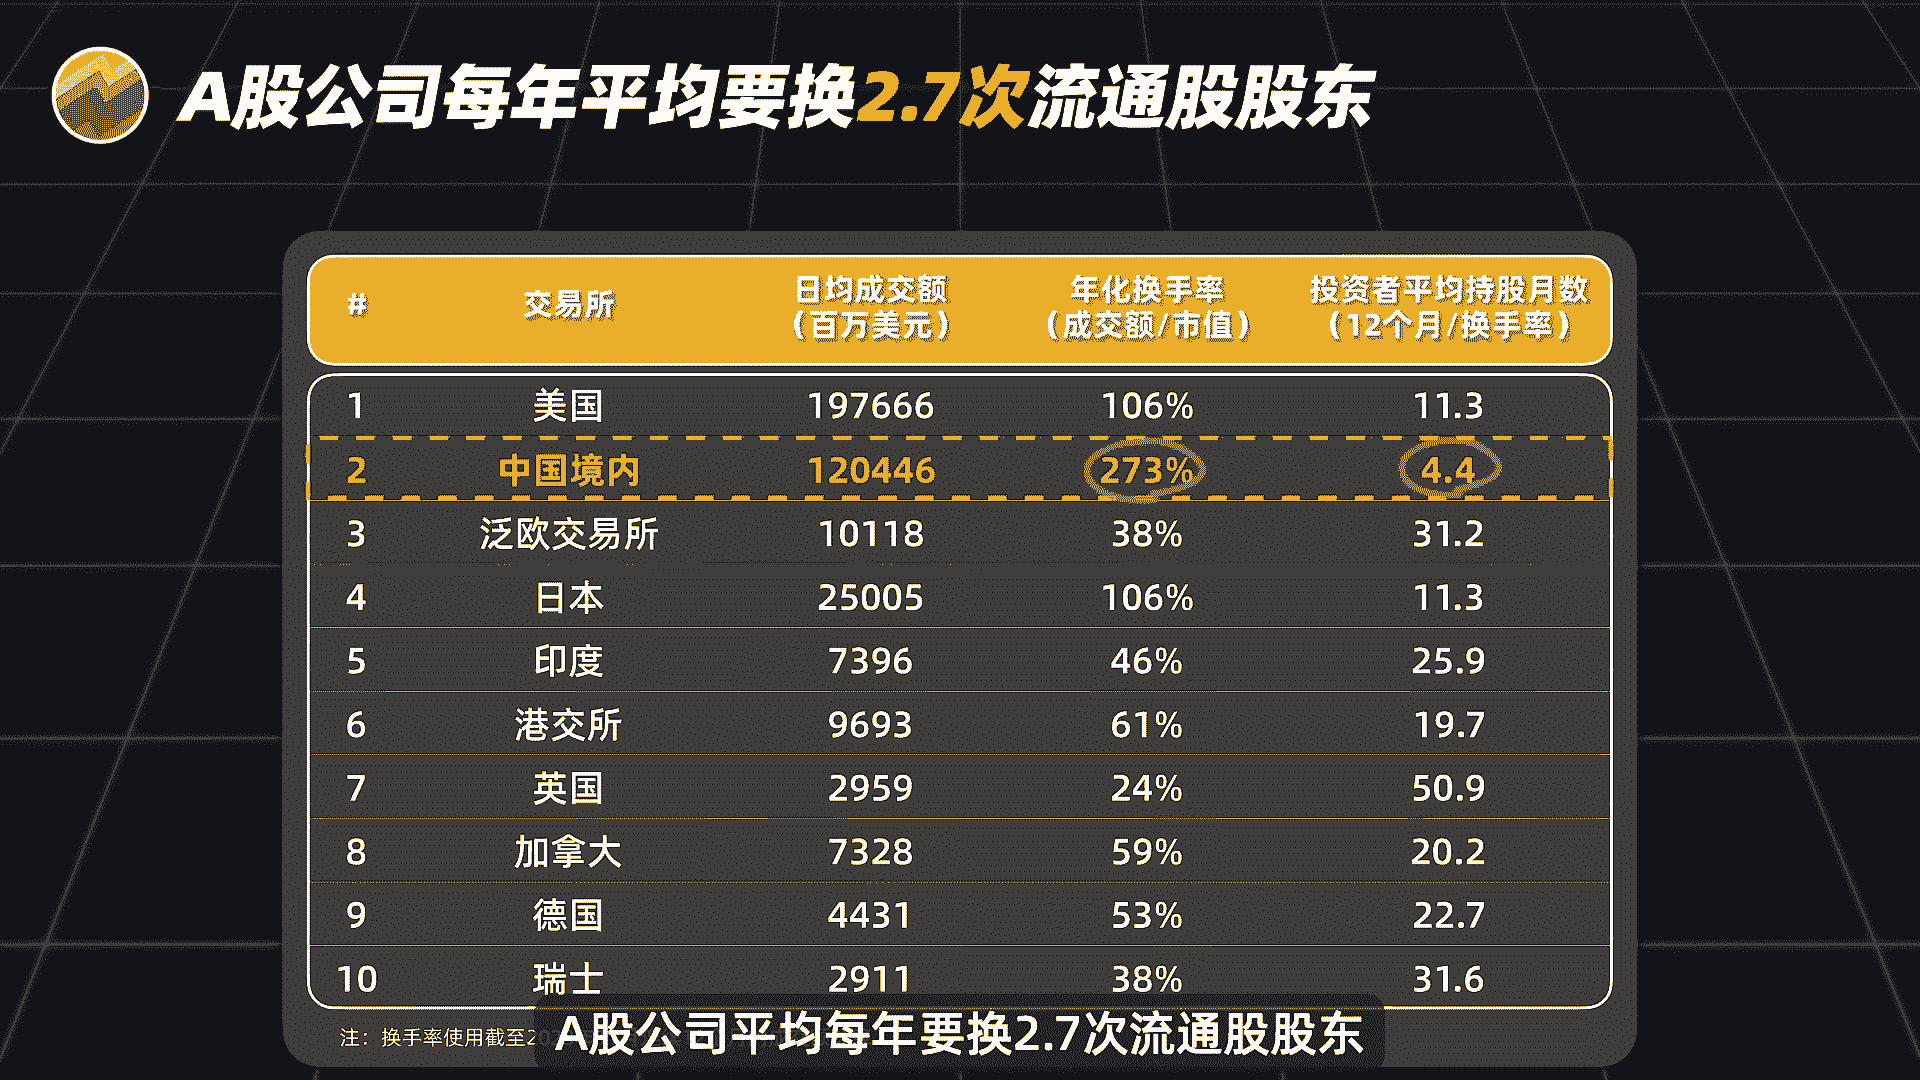 A股公司每年平均要换2.7次流通股股东
# 交易所 日均成交额（百万美元） 年化换手率（成交额/市值） 投资者平均持股月数（12个月/换手率）
1 美国 197666 106% 11.3
2 中国境内 120446 273% 4.4
3 泛欧交易所 10118 38% 31.2
4 日本 25005 106% 11.3
5 印度 7396 46% 25.9
6 港交所 9693 61% 19.7
7 英国 2959 24% 50.9
8 加拿大 7328 59% 20.2
9 德国 4431 53% 22.7
10 瑞士 2911 38% 31.6
注：换手率使用截至
A股公司平均每年要换2.7次流通股股东